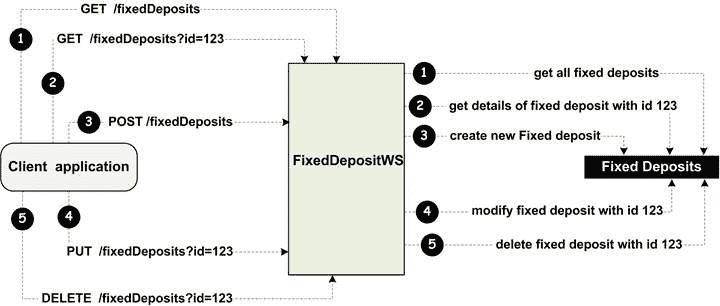 GET /fixedDeposits
1
GET /fixedDeposits?id=123
2
3
POST /fixedDeposits
Client application
5
4
PUT /fixedDeposits?id=123
DELETE /fixedDeposits?id=123
FixedDepositWS
1
get all fixed deposits
2
get details of fixed deposit with id 123
3
create new Fixed deposit
Fixed Deposits
4
modify fixed deposit with id 123
5
delete fixed deposit with id 123